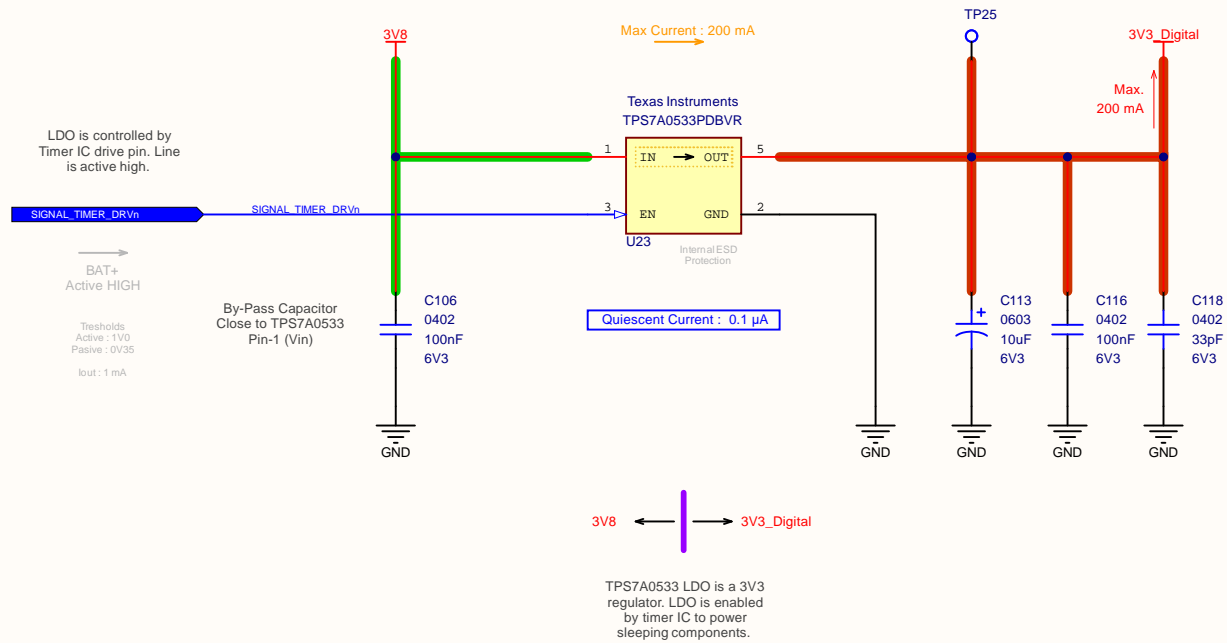 TP25
3V8
Max Current : 200 mA
3V3_Digital
Max.
200 mA
Texas Instruments
TPS7A0533PDBVR
LDO is controlled by
Timer IC drive pin. Line
is active high.
1
IN
OUT
5
SIGNAL_TIMER_DRVn
SIGNAL_TIMER_DRVn
3
EN
GND
2
U23
Internal ESD
Protection
BAT+
Active HIGH
By-Pass Capacitor
Close to TPS7A0533
Pin-1 (Vin)
Tresholds
Active : 1V0
Pasive : 0V35
Iout : 1 mA
C106
0402
100nF
6V3
Quiescent Current :  0.1 µA
+
C113
0603
10uF
6V3
C116
0402
100nF
6V3
C118
0402
33pF
6V3
GND
GND
GND
GND
GND
3V8
3V3_Digital
TPS7A0533 LDO is a 3V3
regulator. LDO is enabled
by timer IC to power
sleeping components.